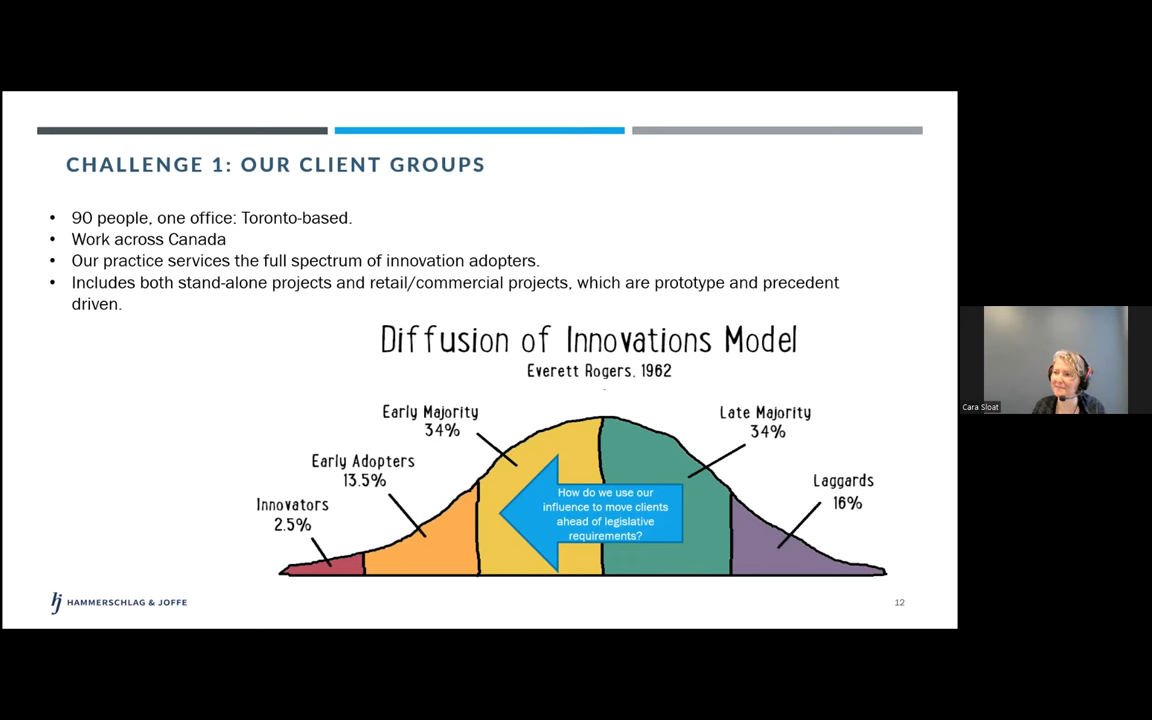 CHALLENGE 1: OUR CLIENT GROUPS
• 90 people, one office: Toronto-based.
• Work across Canada
• Our practice services the full spectrum of innovation adopters.
• Includes both stand-alone projects and retail/commercial projects, which are prototype and precedent
driven.
Diffusion of Innovations Model
Everett Rogers. 1962
Early Majority
34%
Late Majority
34%
Early Adopters
13.5%
Laggards
16%
Innovators
2.5%
How do we use our
influence to move clients
ahead of legislative
requirements?
hj HAMMERSCHLAG & JOFFE
12
Cara Sloat